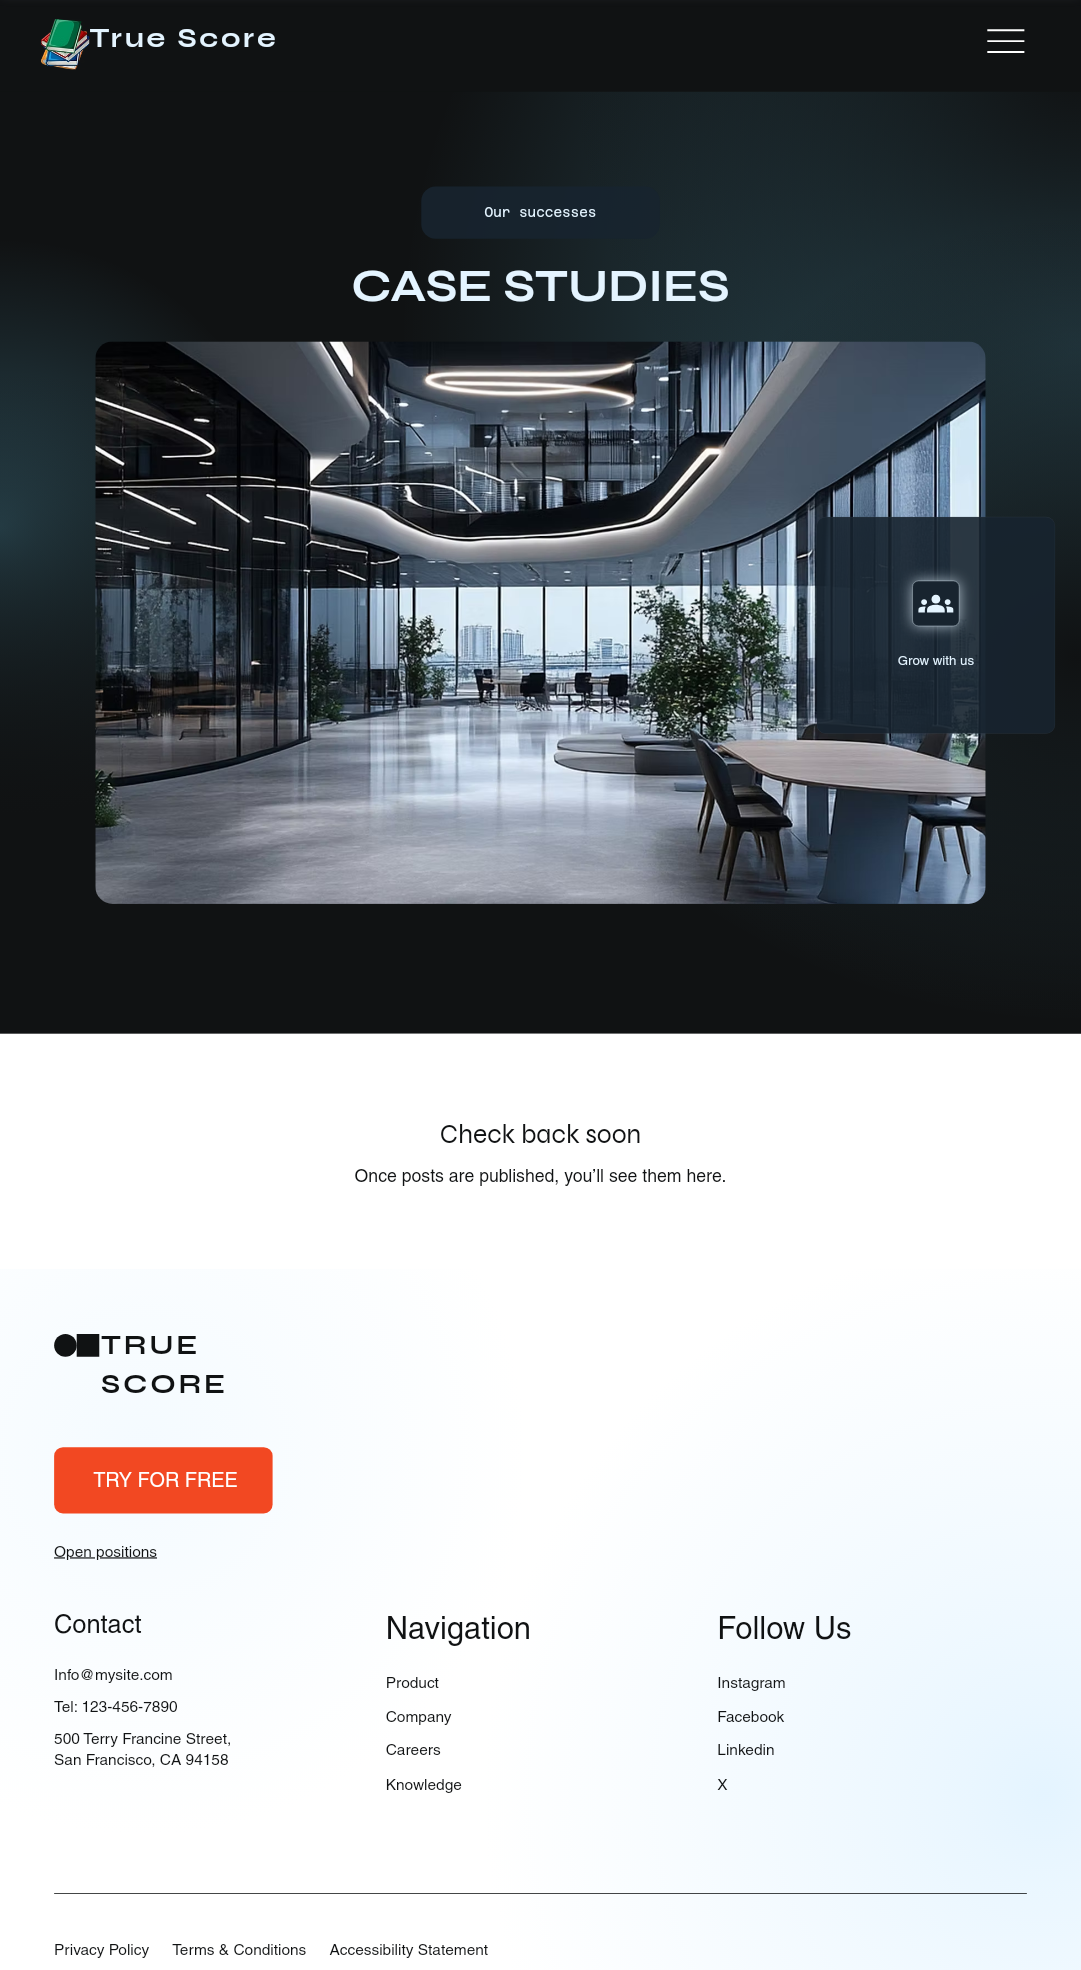 True Score
Our successes
CASE STUDIES
Grow with us
Check back soon
Once posts are published, you’ll see them here.
TRUE
SCORE
TRY FOR FREE
Open positions
Contact
Info@mysite.com
Tel: 123-456-7890
500 Terry Francine Street,
San Francisco, CA 94158
Navigation
Product
Company
Careers
Knowledge
Follow Us
Instagram
Facebook
Linkedin
X
Privacy Policy
Terms & Conditions
Accessibility Statement